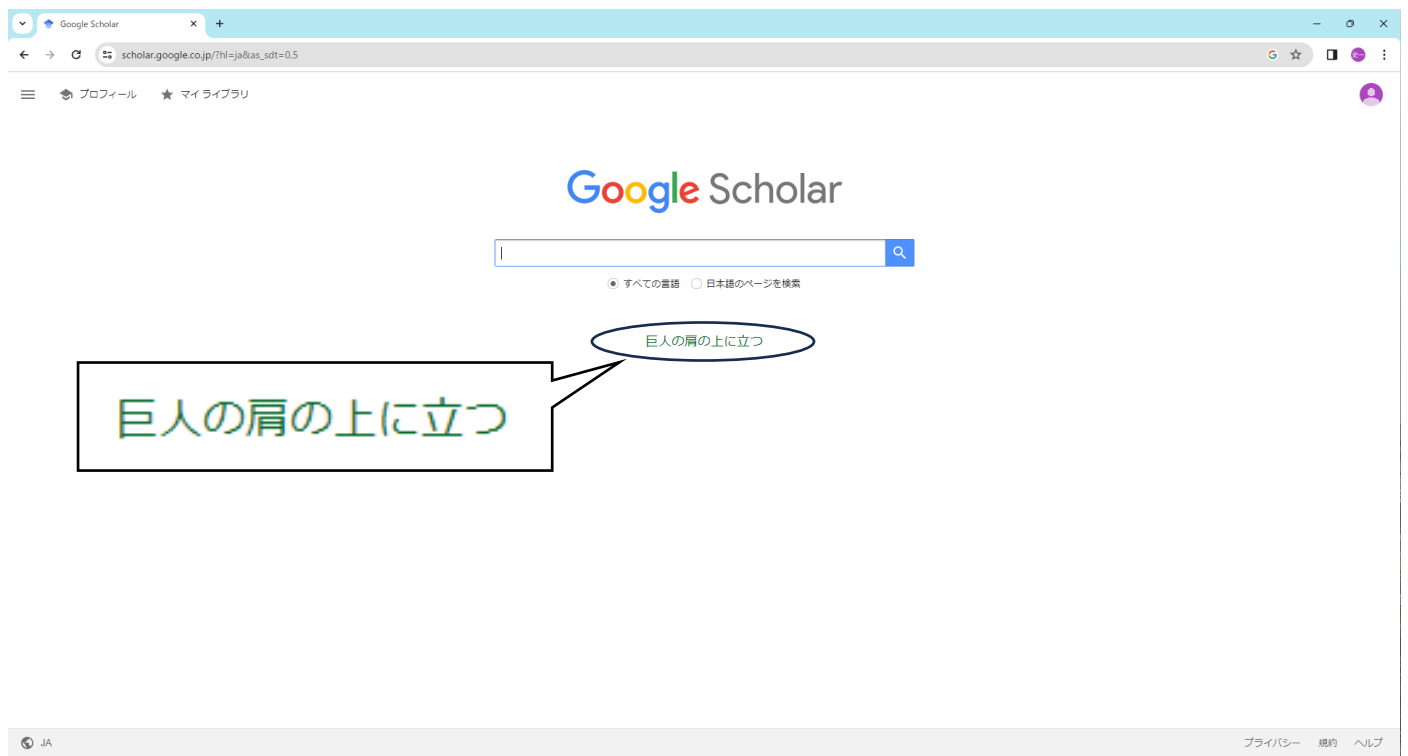 Google Scholar
scholar.google.co.jp/?hl=ja&as_sdt=0.5
プロフィール
マイ ライブラリ
Google Scholar
すべての言語
日本語のページを検索
巨人の肩の上に立つ
巨人の肩の上に立つ
JA
プライバシー
規約
ヘルプ